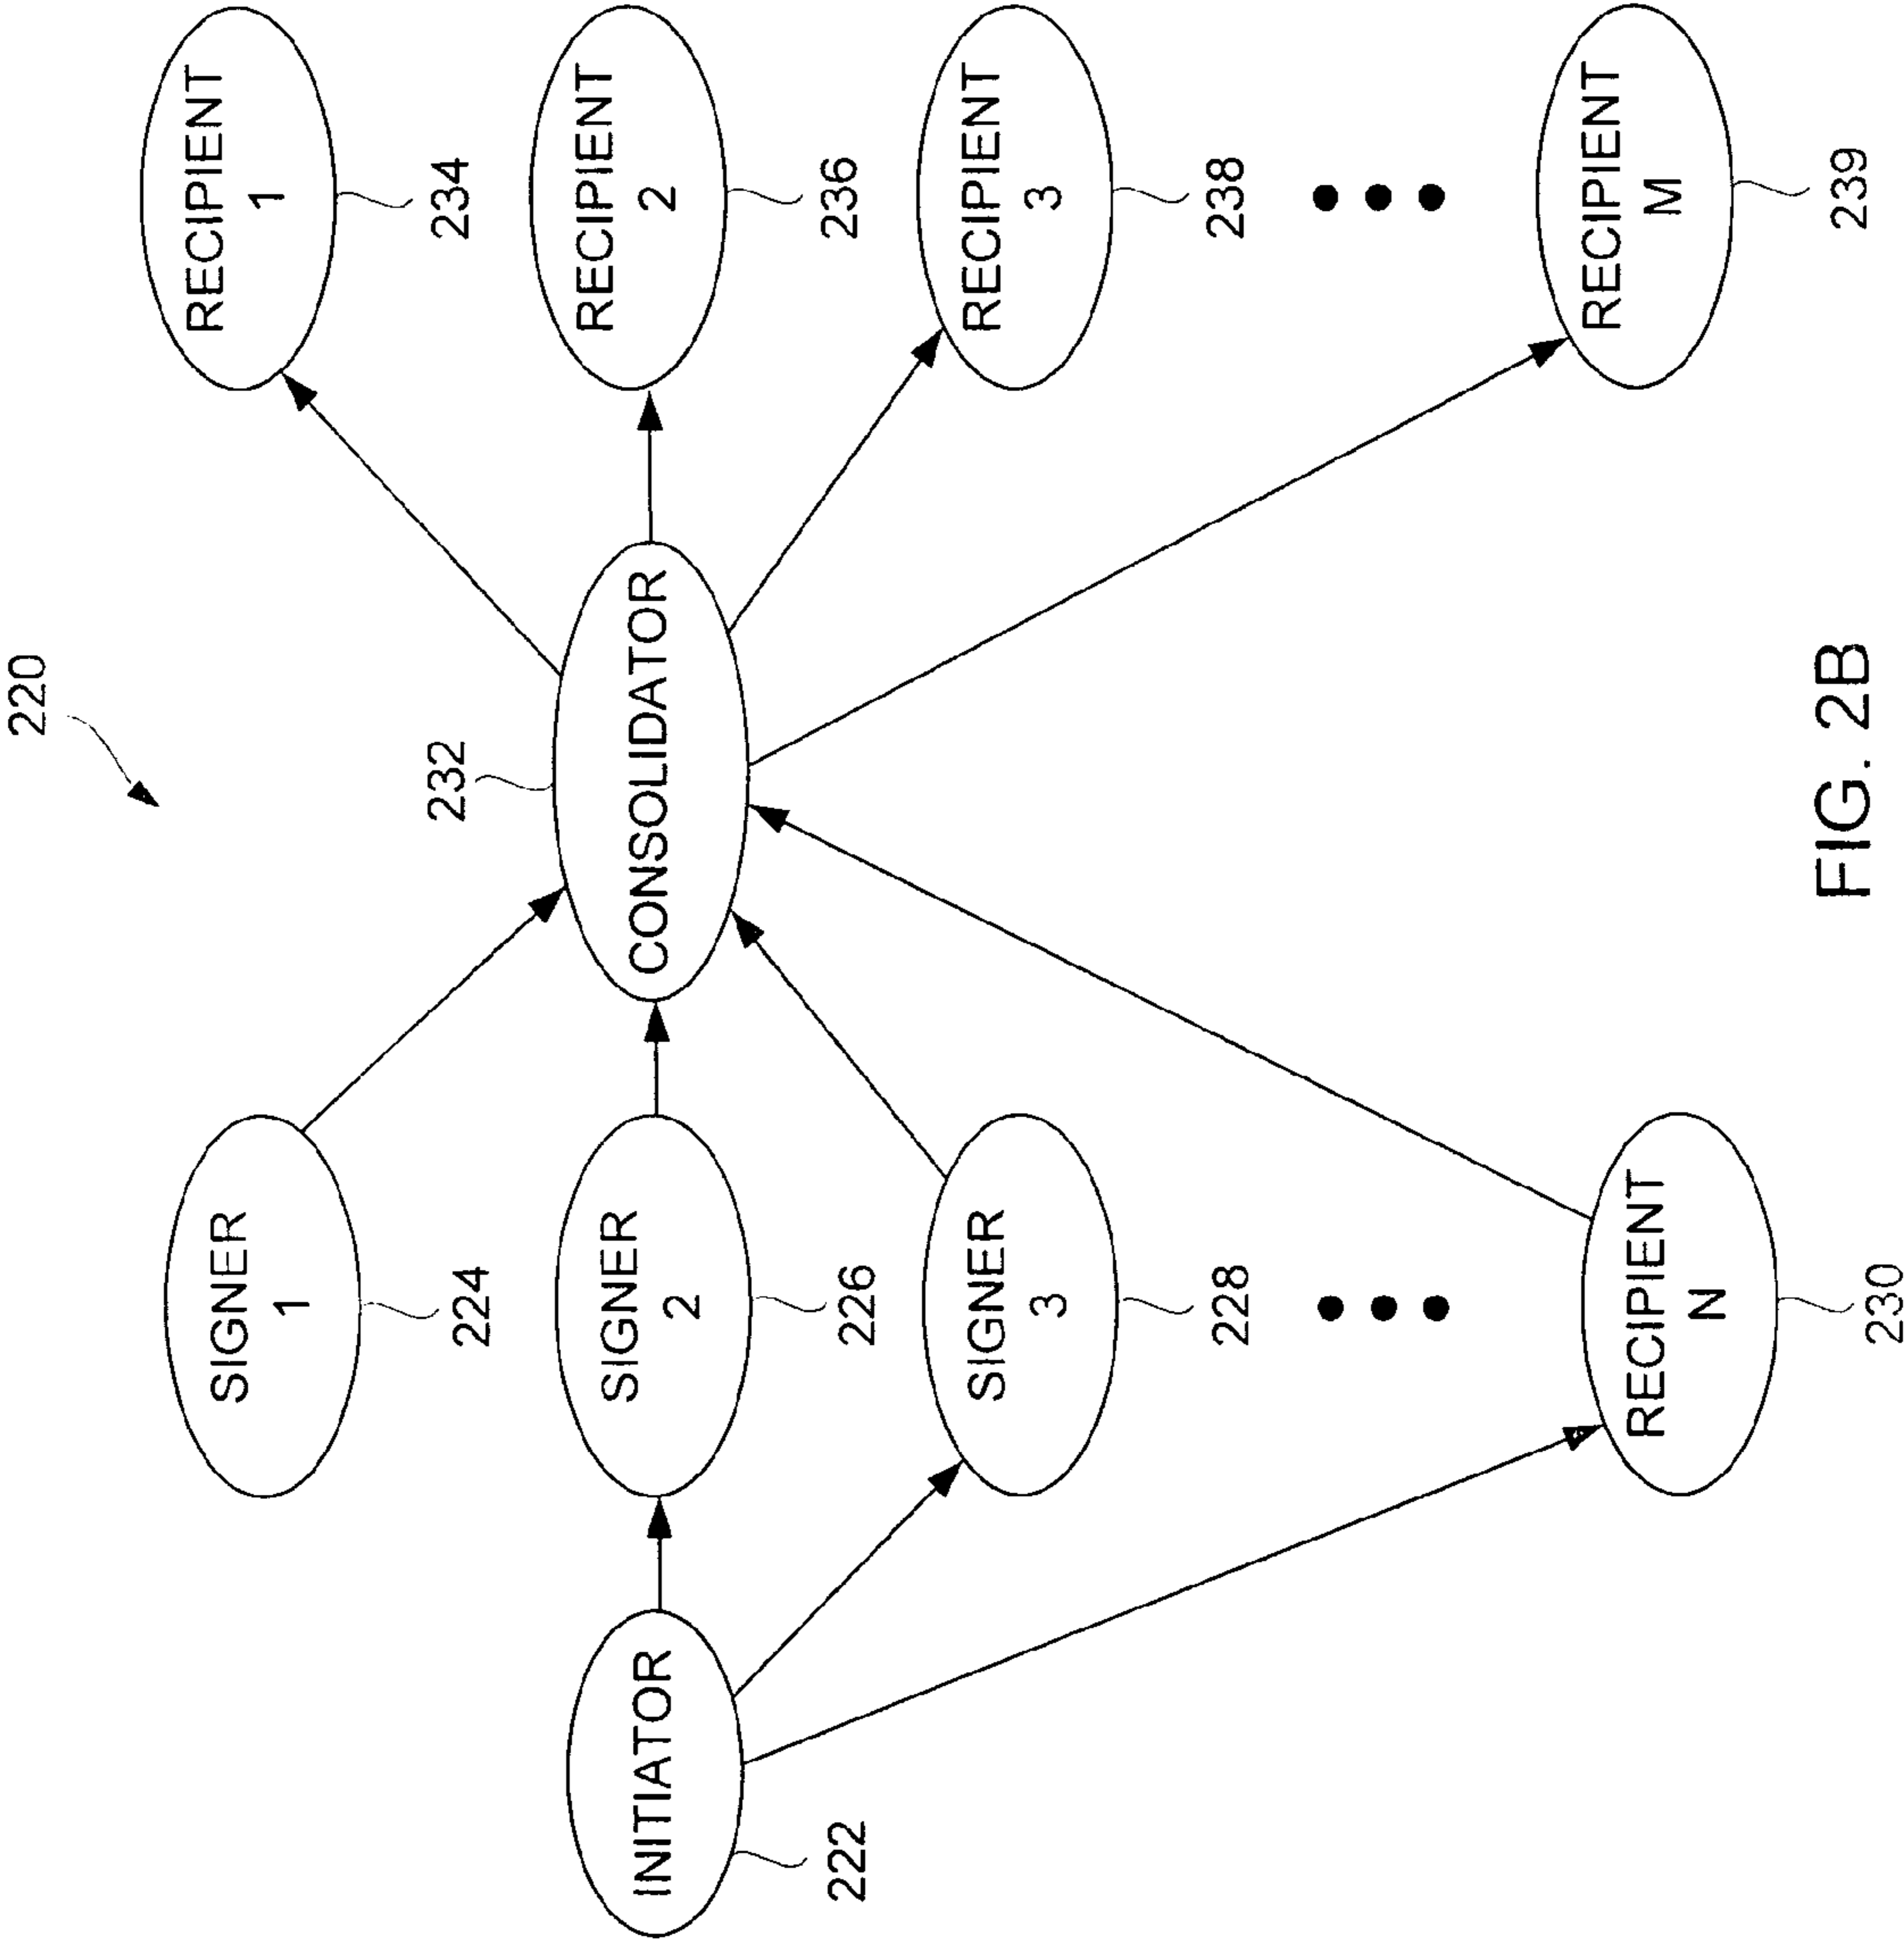 220
SIGNER
1
224
232
RECIPIENT
1
234
INITIATOR
222
SIGNER
2
226
CONSOLIDATOR
RECIPIENT
2
236
SIGNER
3
228
RECIPIENT
3
238
RECIPIENT
N
230
RECIPIENT
M
239
FIG. 2B